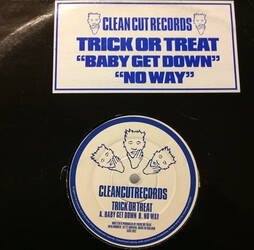 CLEAN CUT RECORDS
TRICK OR TREAT
"BABY GET DOWN"
"NO WAY"
CLEANCUTRECORDS
TRICK OR TREAT
A. BABY GET DOWN B. NO WAY